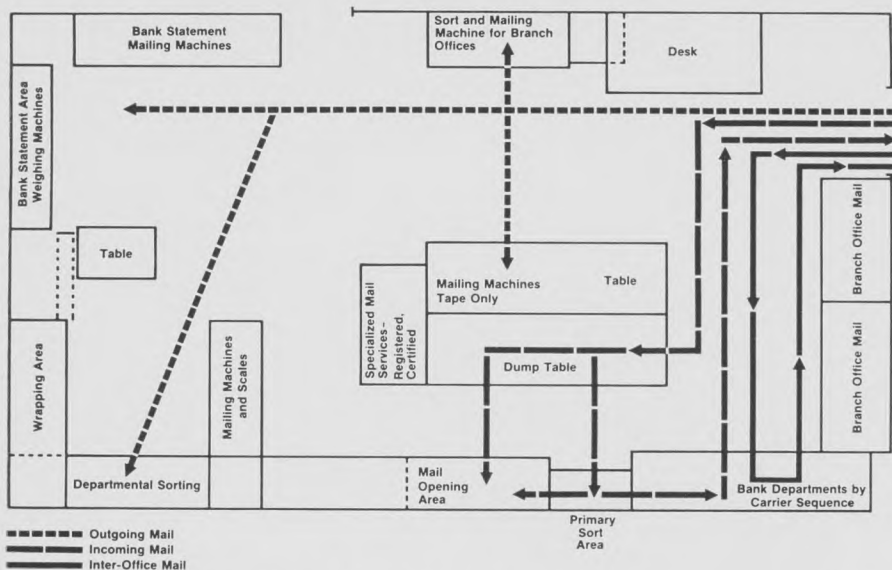 Bank Statement
Mailing Machines
Sort and Mailing
Machine for Branch
Offices
Desk
Bank Statement Area
Weighing Machines
Table
Branch Office Mail
Branch Office Mail
Specialized Mail
Services–
Registered,
Certified
Mailing Machines
Tape Only
Table
Dump Table
Wrapping Area
Mailing Machines
and Scales
Departmental Sorting
Mail
Opening
Area
Primary
Sort
Area
Bank Departments by
Carrier Sequence
Outgoing Mail
Incoming Mail
Inter-Office Mail